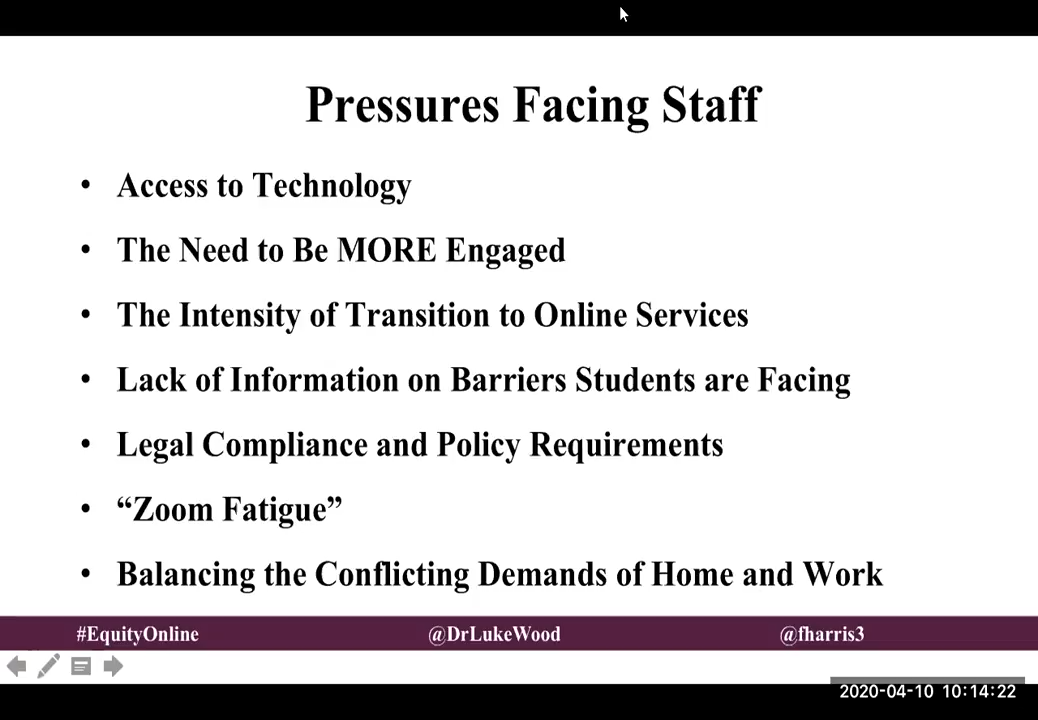 Pressures Facing Staff
• Access to Technology
• The Need to Be MORE Engaged
• The Intensity of Transition to Online Services
• Lack of Information on Barriers Students are Facing
• Legal Compliance and Policy Requirements
• “Zoom Fatigue”
• Balancing the Conflicting Demands of Home and Work
#EquityOnline @DrLukeWood @fharris3
2020-04-10 10:14:22